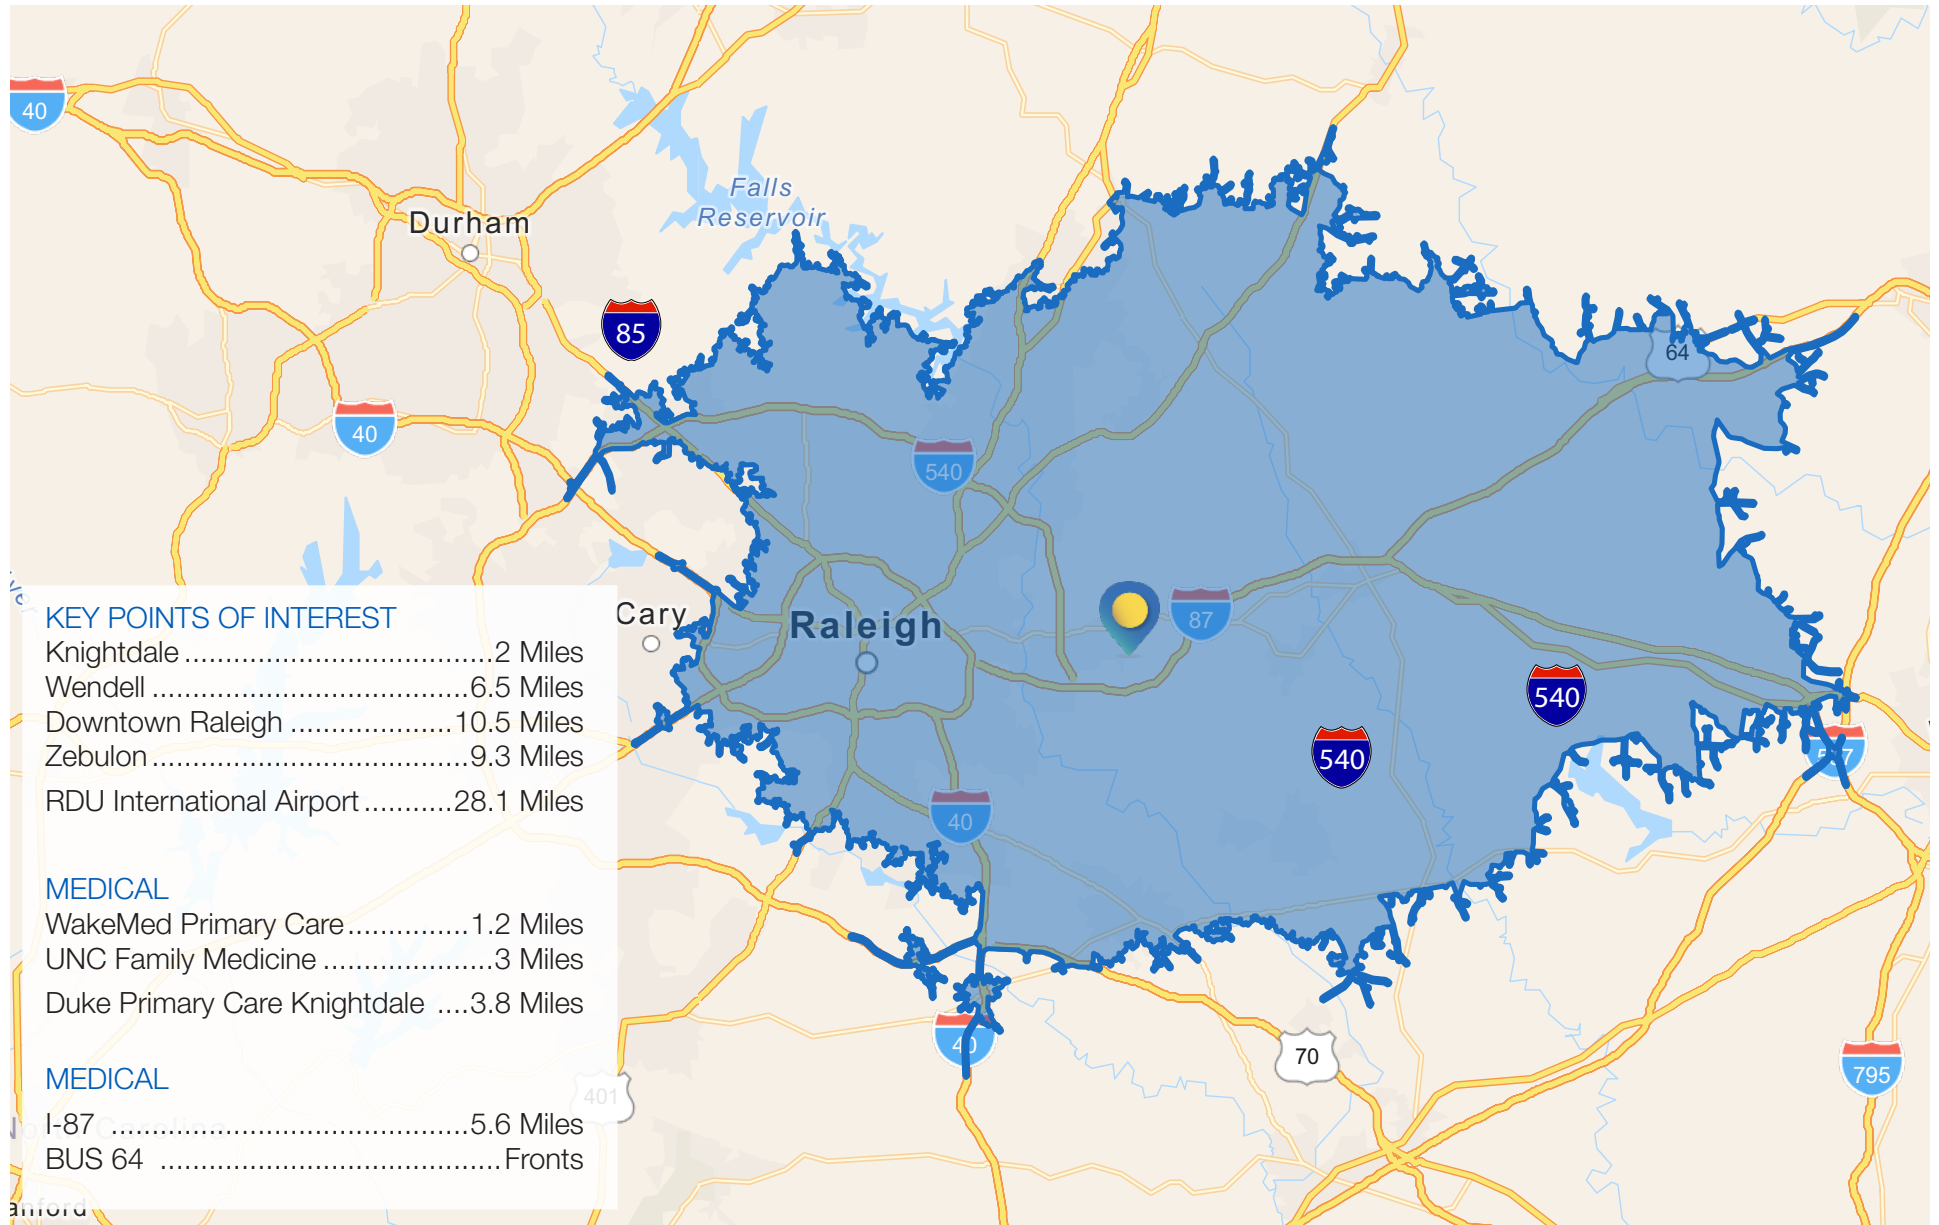 40
Falls
Reservoir
Durham
85
64
40
540
Cary
Raleigh
87
540
540
40
40
70
795
401
KEY POINTS OF INTEREST
Knightdale ..................................... 2 Miles
Wendell ...................................... 6.5 Miles
Downtown Raleigh .................... 10.5 Miles
Zebulon ...................................... 9.3 Miles
RDU International Airport ........... 28.1 Miles
MEDICAL
WakeMed Primary Care ............... 1.2 Miles
UNC Family Medicine ..................... 3 Miles
Duke Primary Care Knightdale .... 3.8 Miles
MEDICAL
I-87 ............................................ 5.6 Miles
BUS 64 ......................................... Fronts
North Carolina
anford